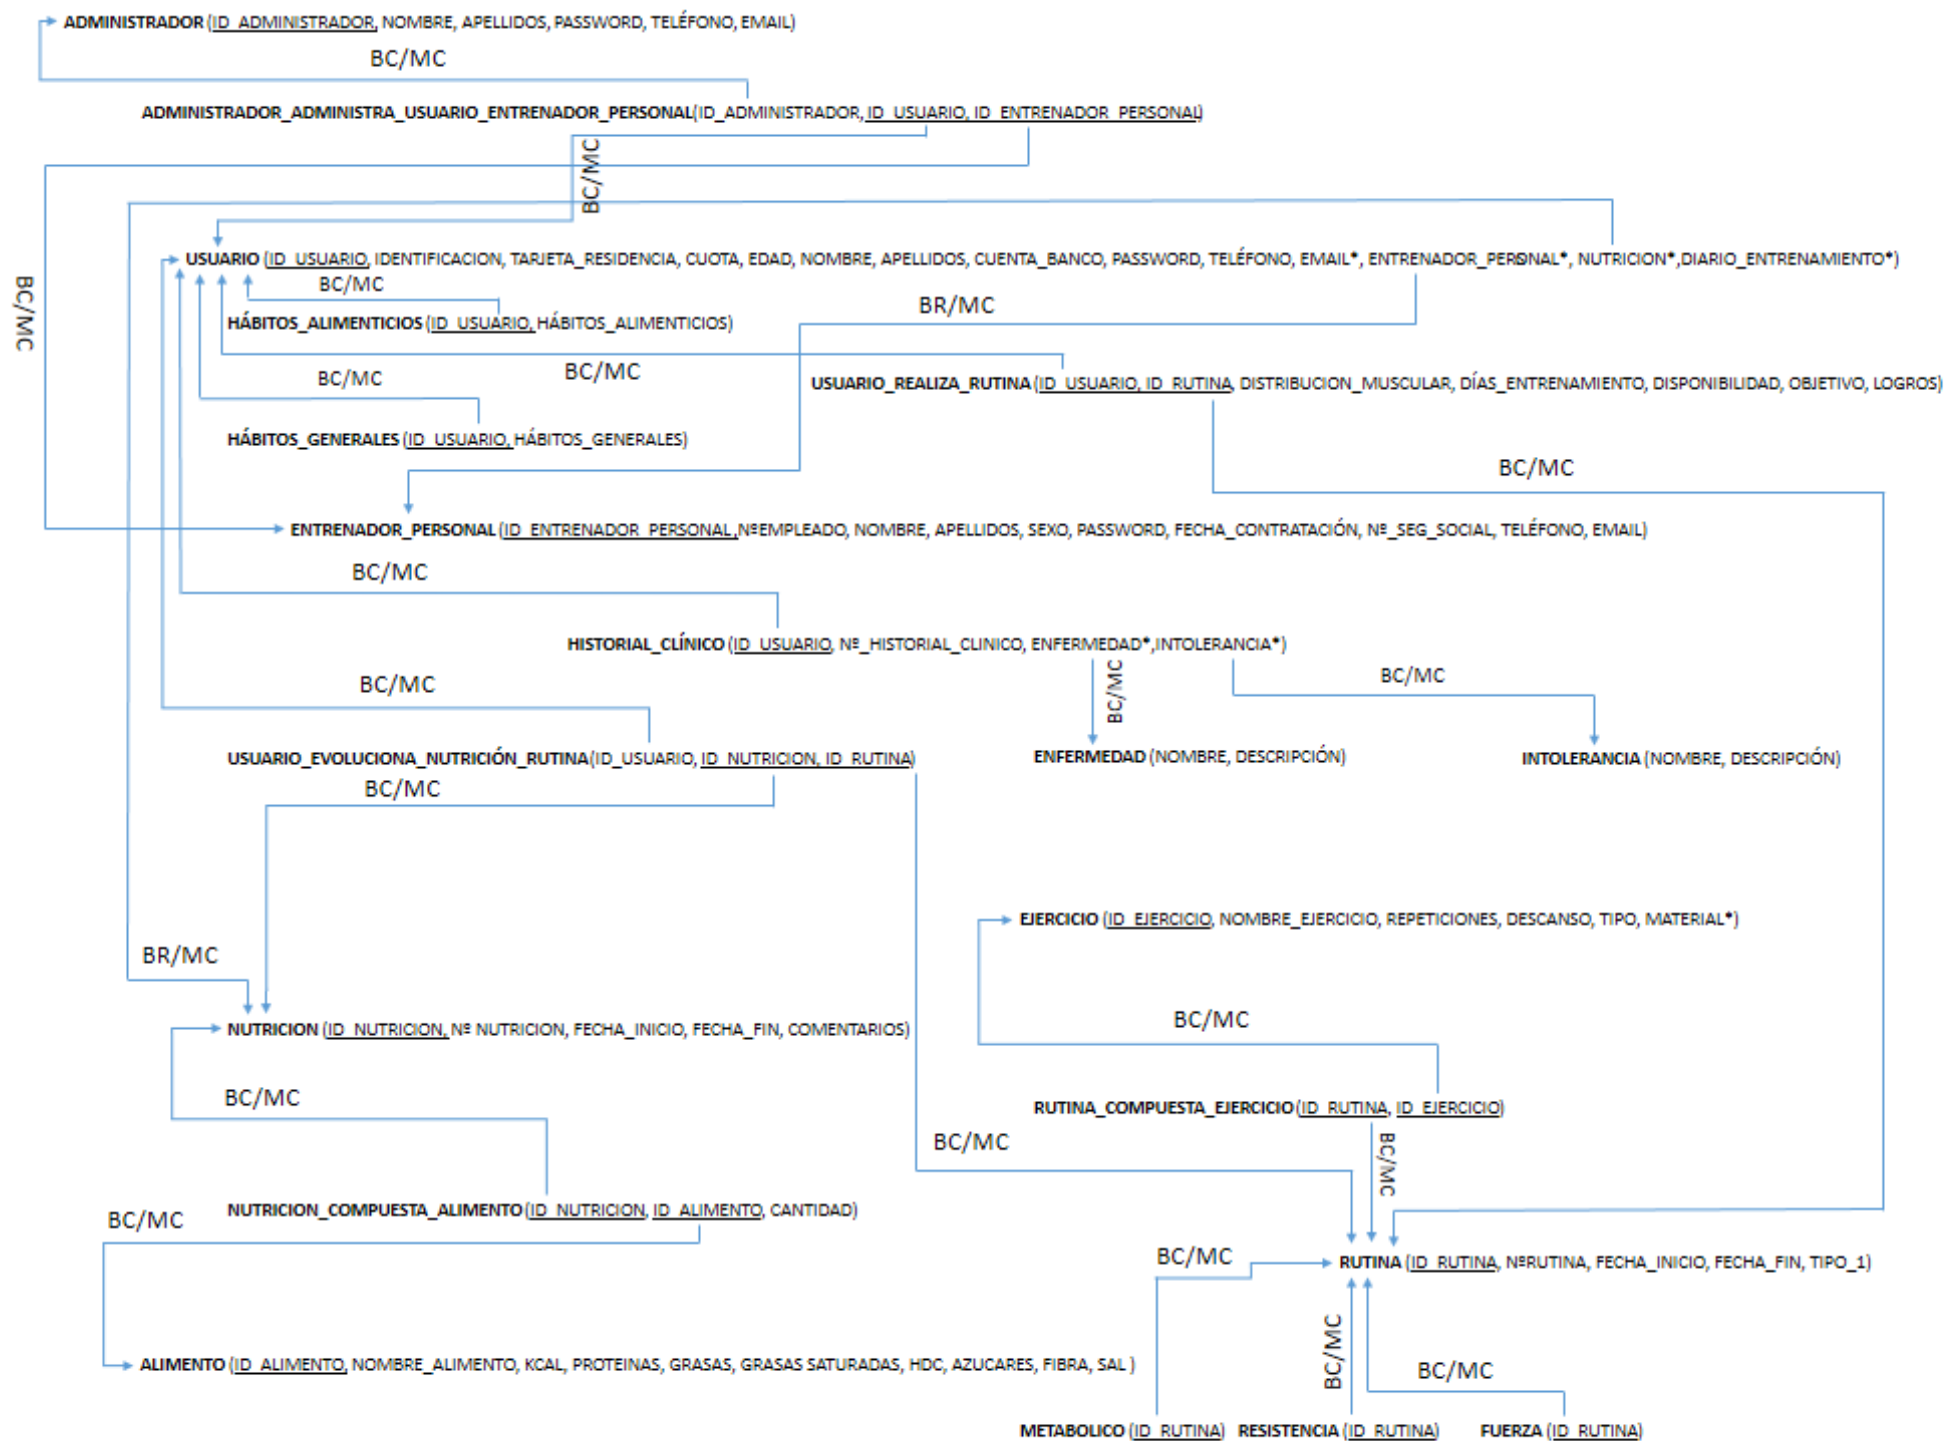 ADMINISTRADOR (ID_ADMINISTRADOR, NOMBRE, APELLIDOS, PASSWORD, TELÉFONO, EMAIL)
BC/MC
ADMINISTRADOR_ADMINISTRA_USUARIO_ENTRENADOR_PERSONAL(ID_ADMINISTRADOR, ID_USUARIO, ID_ENTRENADOR_PERSONAL)
BC/MC
BC/MC
USUARIO (ID_USUARIO, IDENTIFICACION, TARJETA_RESIDENCIA, CUOTA, EDAD, NOMBRE, APELLIDOS, CUENTA_BANCO, PASSWORD, TELÉFONO, EMAIL*, ENTRENADOR_PERSONAL*, NUTRICION*,DIARIO_ENTRENAMIENTO*)
BC/MC
BR/MC
HÁBITOS_ALIMENTICIOS (ID_USUARIO, HÁBITOS_ALIMENTICIOS)
BC/MC
BC/MC
USUARIO_REALIZA_RUTINA (ID_USUARIO, ID_RUTINA, DISTRIBUCION_MUSCULAR, DÍAS_ENTRENAMIENTO, DISPONIBILIDAD, OBJETIVO, LOGROS)
HÁBITOS_GENERALES (ID_USUARIO, HÁBITOS_GENERALES)
BC/MC
ENTRENADOR_PERSONAL (ID_ENTRENADOR_PERSONAL ,NºEMPLEADO, NOMBRE, APELLIDOS, SEXO, PASSWORD, FECHA_CONTRATACIÓN, Nº_SEG_SOCIAL, TELÉFONO, EMAIL)
BC/MC
HISTORIAL_CLÍNICO (ID_USUARIO, Nº_HISTORIAL_CLINICO, ENFERMEDAD*,INTOLERANCIA*)
BC/MC
BC/MC
BC/MC
USUARIO_EVOLUCIONA_NUTRICIÓN_RUTINA(ID_USUARIO, ID_NUTRICION, ID_RUTINA)
ENFERMEDAD (NOMBRE, DESCRIPCIÓN)
INTOLERANCIA (NOMBRE, DESCRIPCIÓN)
BC/MC
EJERCICIO (ID_EJERCICIO, NOMBRE_EJERCICIO, REPETICIONES, DESCANSO, TIPO, MATERIAL*)
BR/MC
BC/MC
NUTRICION (ID_NUTRICION, Nº NUTRICION, FECHA_INICIO, FECHA_FIN, COMENTARIOS)
BC/MC
RUTINA_COMPUESTA_EJERCICIO (ID_RUTINA, ID_EJERCICIO)
BC/MC
BC/MC
NUTRICION_COMPUESTA_ALIMENTO (ID_NUTRICION, ID_ALIMENTO, CANTIDAD)
BC/MC
BC/MC
RUTINA (ID_RUTINA, NºRUTINA, FECHA_INICIO, FECHA_FIN, TIPO_1)
BC/MC
ALIMENTO (ID_ALIMENTO, NOMBRE_ALIMENTO, KCAL, PROTEINAS, GRASAS, GRASAS SATURADAS, HDC, AZUCARES, FIBRA, SAL )
BC/MC
METABOLICO (ID_RUTINA)
RESISTENCIA (ID_RUTINA)
FUERZA (ID_RUTINA)